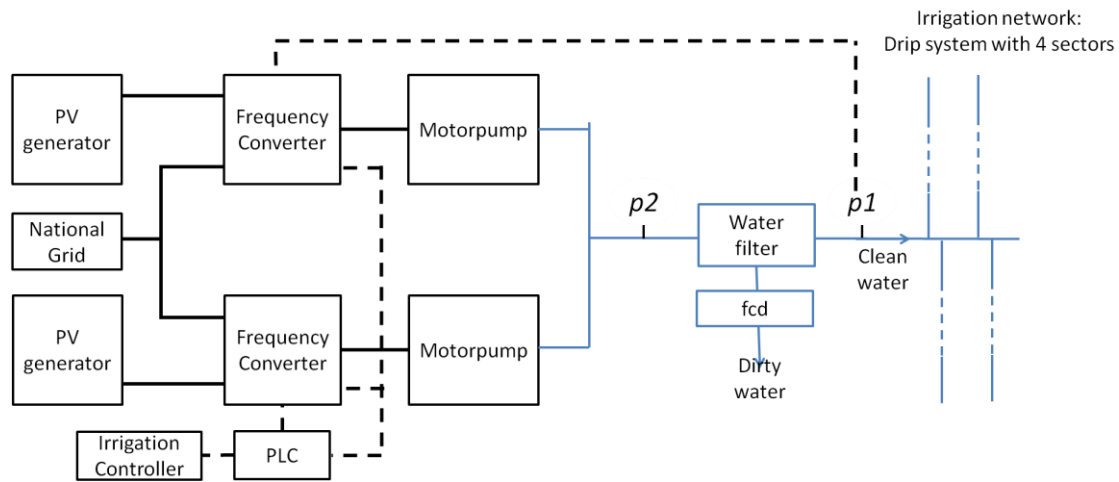 Irrigation network:
Drip system with 4 sectors
PV
generator
Frequency
Converter
Motorpump
National
Grid
p2
Water
filter
p1
Clean
water
fcd
Dirty
water
PV
generator
Frequency
Converter
Motorpump
Irrigation
Controller
PLC